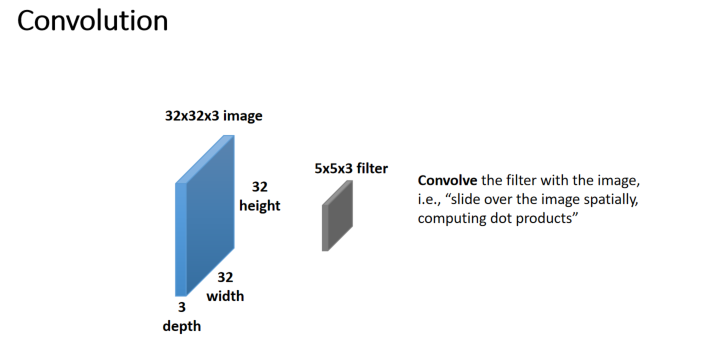 Convolution
32x32x3 image
5x5x3 filter
32
height
Convolve the filter with the image,
i.e., “slide over the image spatially,
computing dot products”
32
width
3
depth